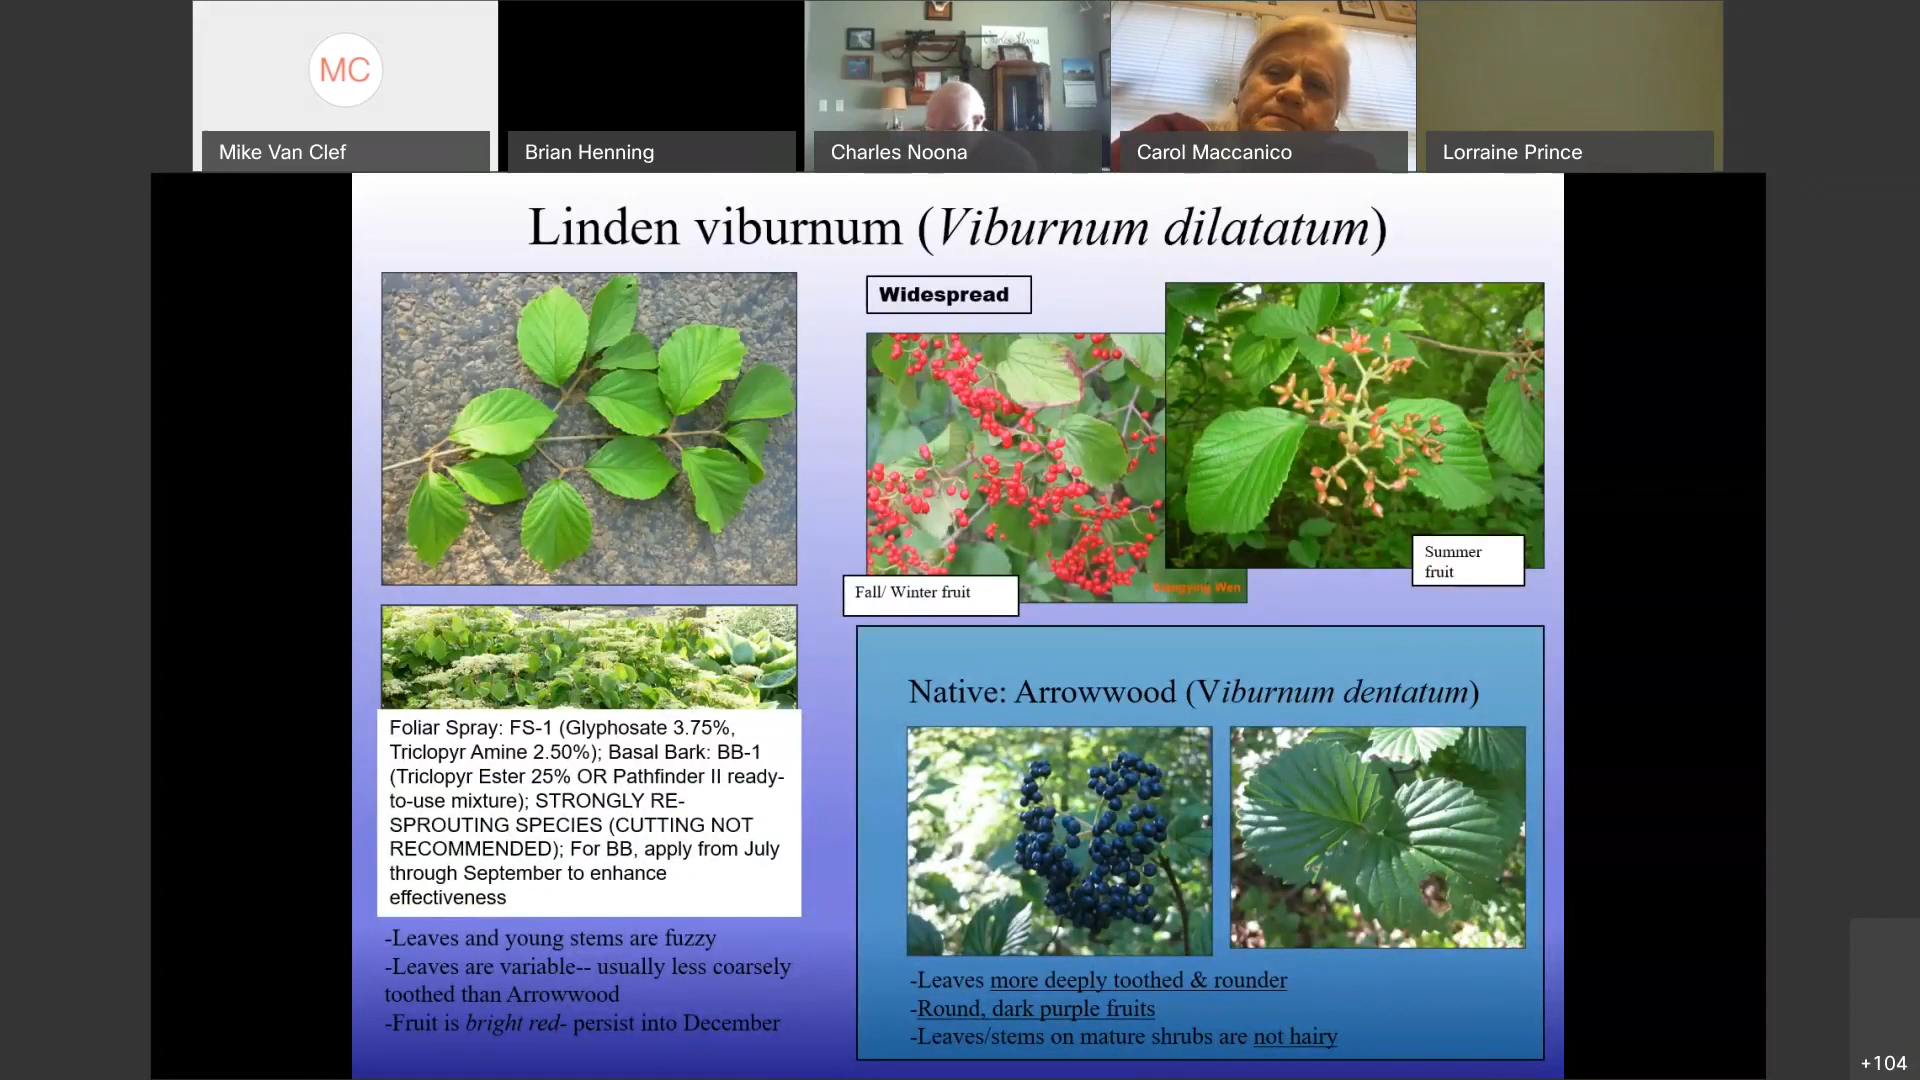 MC
Mike Van Clef
Brian Henning
Charles Noona
Carol Maccanico
Lorraine Prince
Linden viburnum (Viburnum dilatatum)
Widespread
Summer
fruit
Fall/ Winter fruit
Wen
Foliar Spray: FS-1 (Glyphosate 3.75%,
Triclopyr Amine 2.50%); Basal Bark: BB-1
(Triclopyr Ester 25% OR Pathfinder II ready-
to-use mixture); STRONGLY RE-
SPROUTING SPECIES (CUTTING NOT
RECOMMENDED); For BB, apply from July
through September to enhance
effectiveness
-Leaves and young stems are fuzzy
-Leaves are variable-- usually less coarsely
toothed than Arrowwood
-Fruit is bright red- persist into December
Native: Arrowwood (Viburnum dentatum)
-Leaves more deeply toothed & rounder
-Round, dark purple fruits
-Leaves/stems on mature shrubs are not hairy
+104